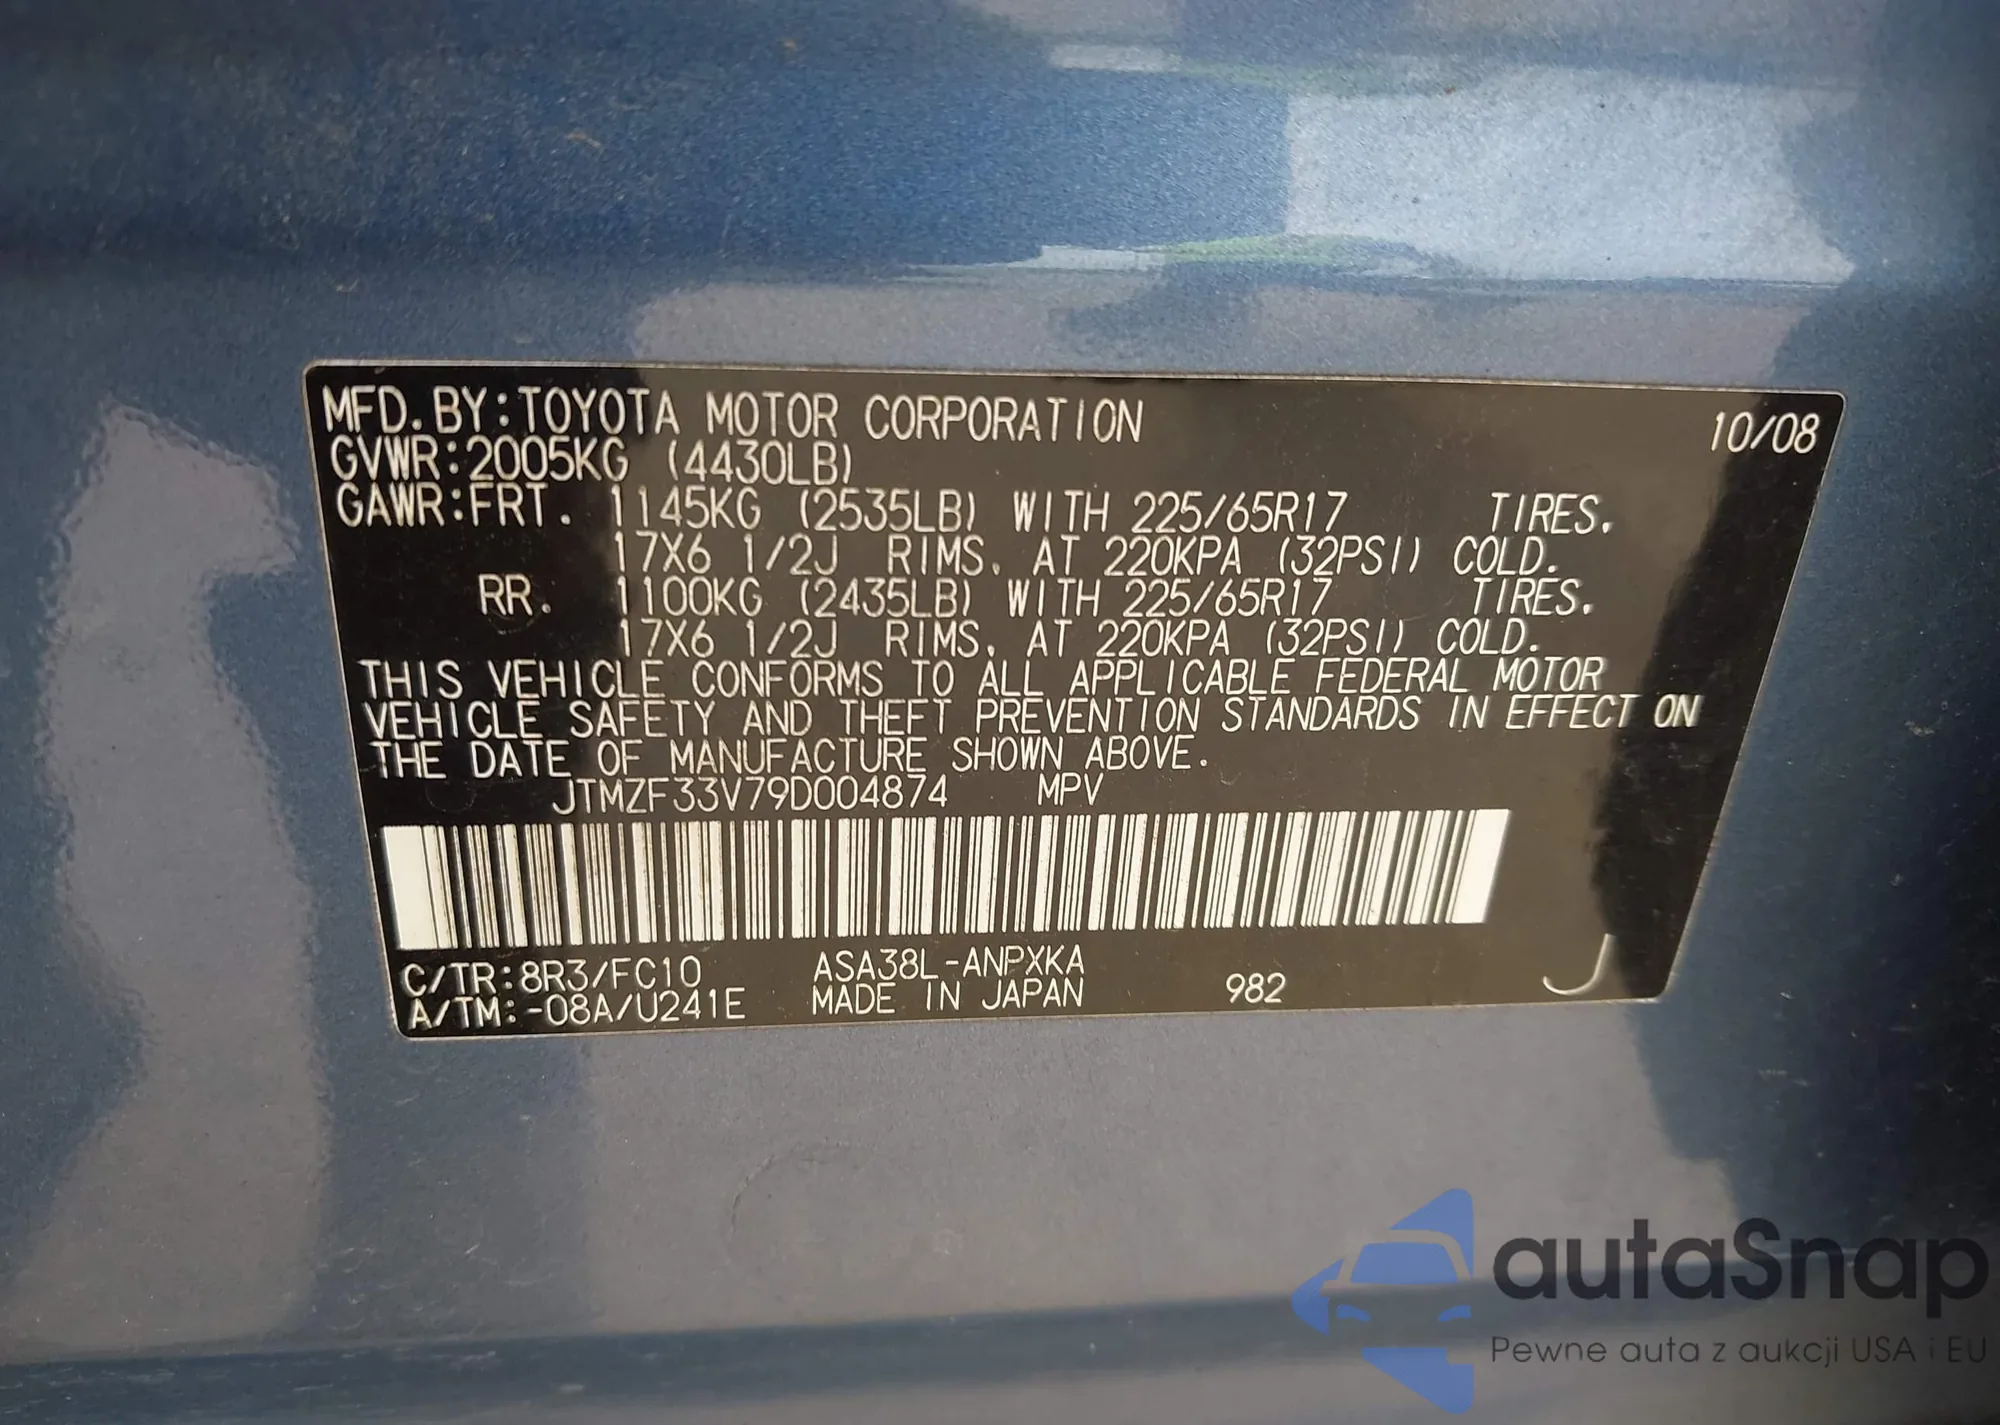 MFD. BY: TOYOTA MOTOR CORPORATION 10/08
GVWR: 2005KG (4430LB)
GAWR: FRT. 1145KG (2535LB) WITH 225/65R17 TIRES.
17X6 1/2J RIMS, AT 220KPA (32PSI) COLD.
RR. 1100KG (2435LB) WITH 225/65R17 TIRES.
17X6 1/2J RIMS, AT 220KPA (32PSI) COLD.
THIS VEHICLE CONFORMS TO ALL APPLICABLE FEDERAL MOTOR
VEHICLE SAFETY AND THEFT PREVENTION STANDARDS IN EFFECT ON
THE DATE OF MANUFACTURE SHOWN ABOVE.
JTMZF33V79D004874 MPV
C/TR: 8R3/FC10 ASA38L-ANPXKA
A/TM: -08A/U241E MADE IN JAPAN 982 J
autaSnap
Pewne auta z aukcji USA i EU